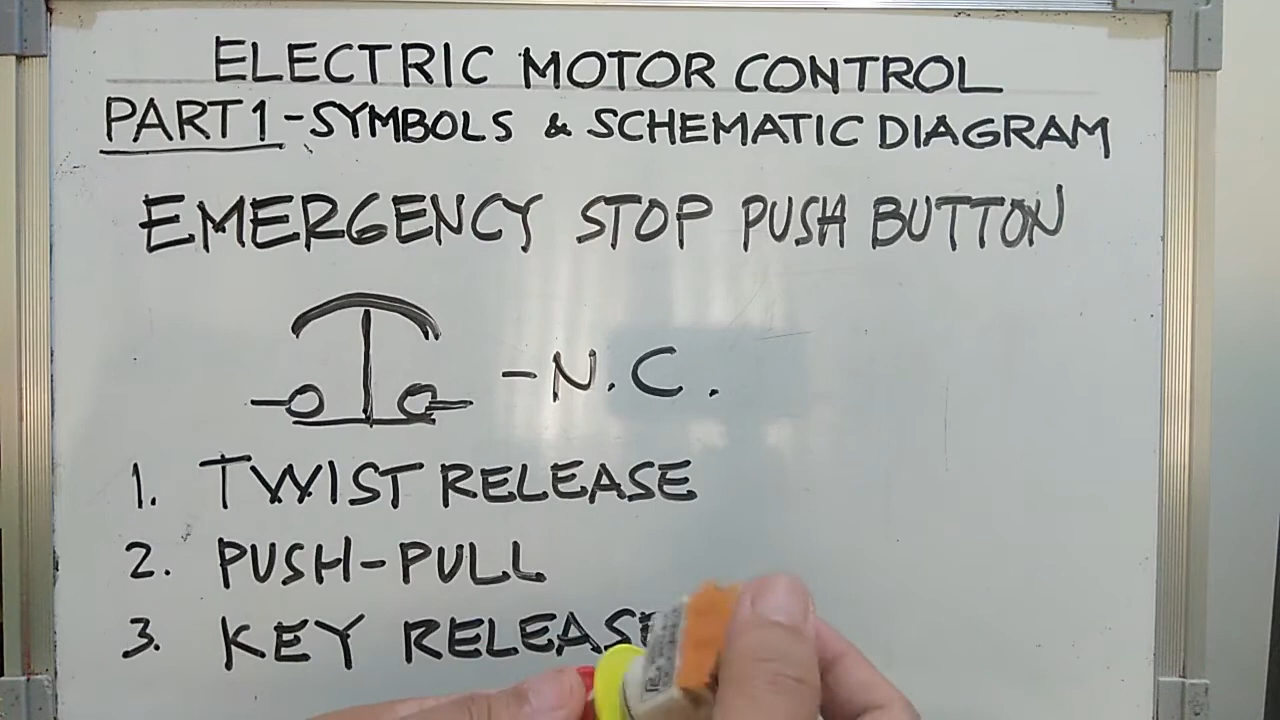 ELECTRIC MOTOR CONTROL
PART 1 - SYMBOLS & SCHEMATIC DIAGRAM
EMERGENCY STOP PUSH BUTTON
- N.C.
1. TWIST RELEASE
2. PUSH-PULL
3. KEY RELEASE